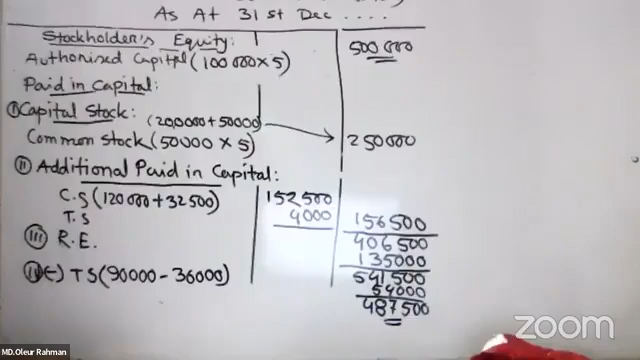 As At 31 st Dec ....
Stockholder's Equity:
Authorised Capital (100000×5) 500000
Paid in Capital:
(i) Capital Stock: (200000+50000)
Common Stock (50000 × 5) 250000
(ii) Additional Paid in Capital:
C.S (120000+32500) 152500
T.S 4000 156500
406500
(iii) R.E. 135000
541500
(iv) (-) TS (90000-36000) 54000
487500
MD.Oleur Rahman
zoom